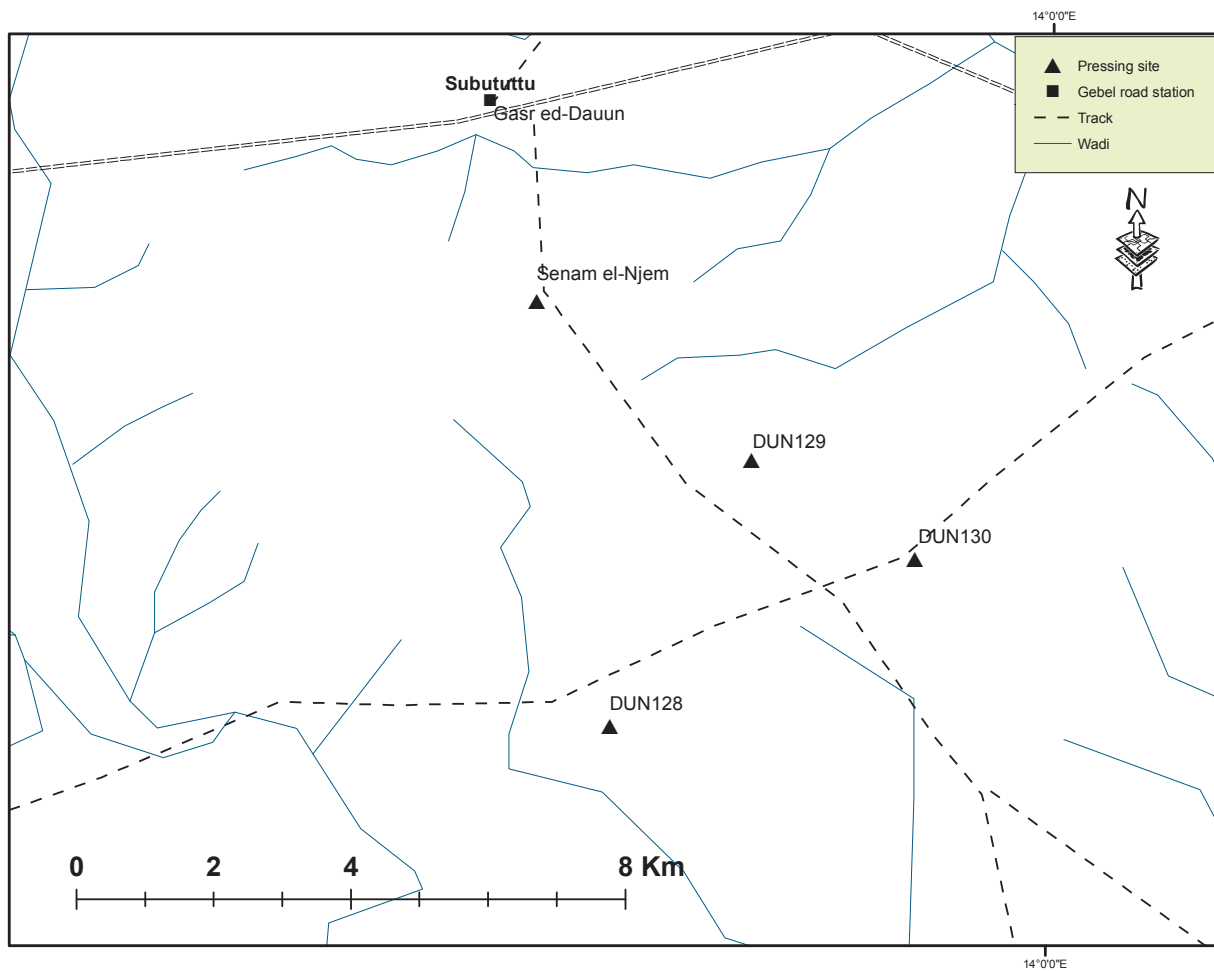 14°0'0"E
Pressing site
Gebel road station
Track
Wadi
N
Subututtu
Gasr ed-Dauun
Senam el-Njem
DUN129
DUN130
DUN128
0 2 4 8 Km
14°0'0"E